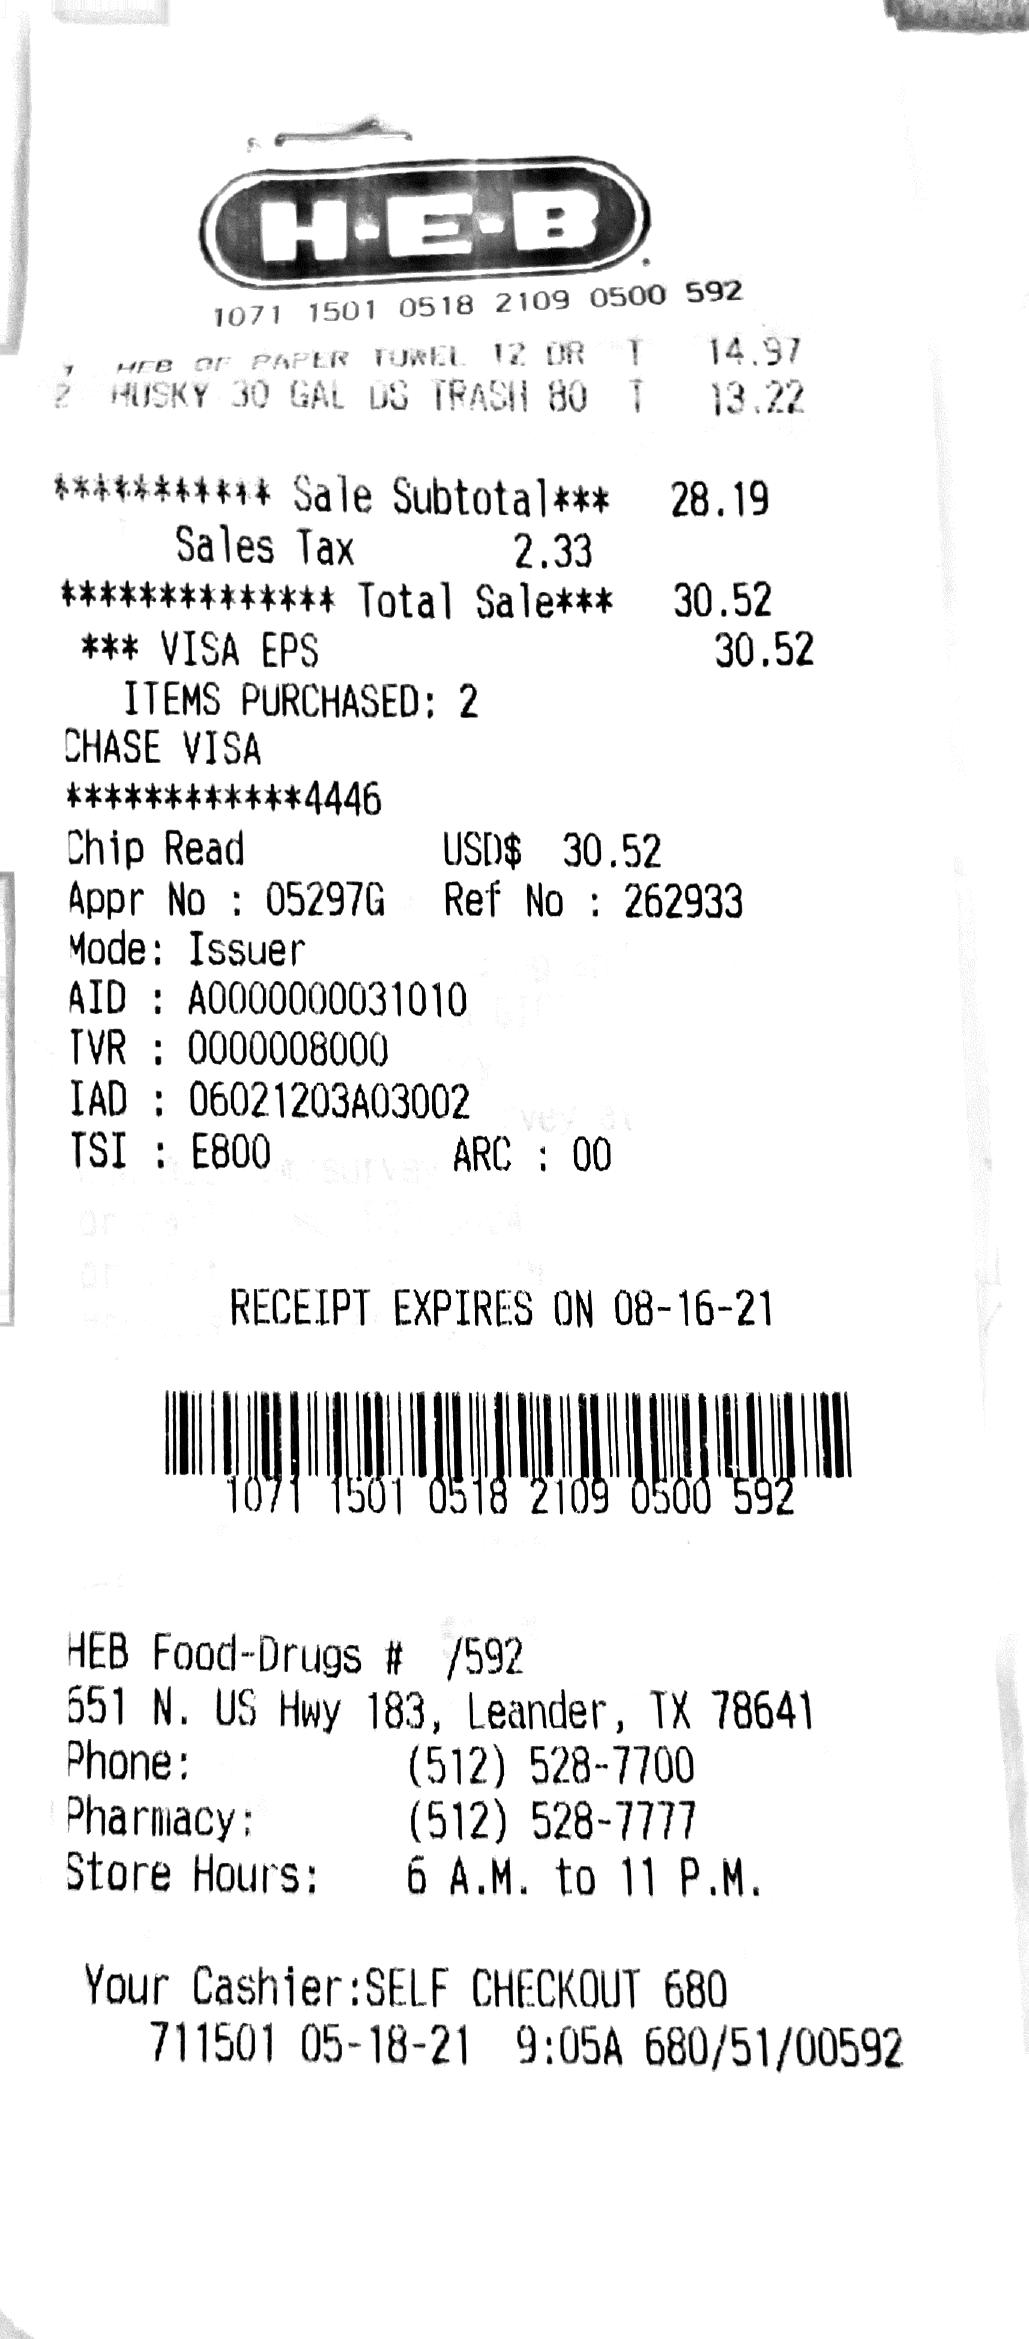 H-E-B
1071 1501 0518 2109 0500 592
1 HEB OF PAPER TOWEL 12 DR T 14.97
2 HUSKY 30 GAL DS TRASH 80 T 13.22
*********** Sale Subtotal*** 28.19
Sales Tax 2.33
************** Total Sale*** 30.52
*** VISA EPS 30.52
ITEMS PURCHASED: 2
CHASE VISA
************4446
Chip Read USD$ 30.52
Appr No : 05297G Ref No : 262933
Mode: Issuer
AID : A0000000031010
TVR : 0000008000
IAD : 06021203A03002
TSI : E800 ARC : 00
RECEIPT EXPIRES ON 08-16-21
1071 1501 0518 2109 0500 592
HEB Food-Drugs # /592
651 N. US Hwy 183, Leander, TX 78641
Phone: (512) 528-7700
Pharmacy: (512) 528-7777
Store Hours: 6 A.M. to 11 P.M.
Your Cashier:SELF CHECKOUT 680
711501 05-18-21 9:05A 680/51/00592